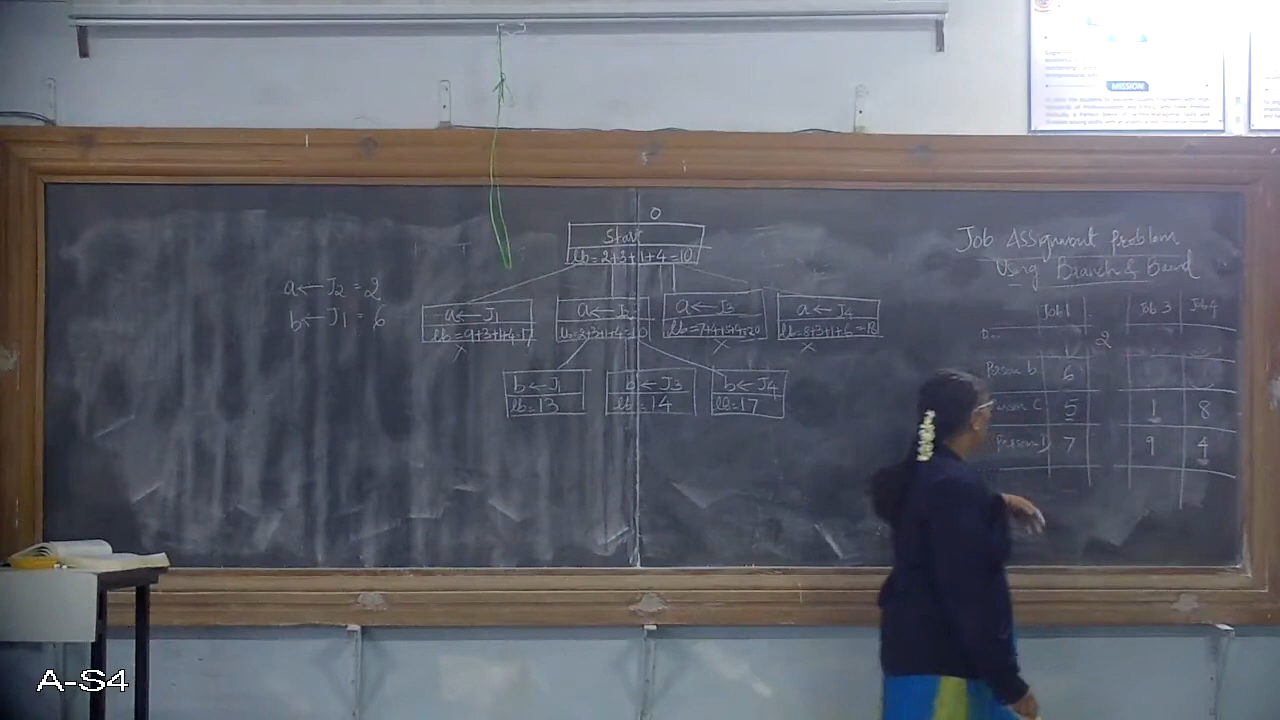 MISSION
0
Start
lb=2+3+1+4=10
a←J1
lb=9+3+1+4=17
X
a←J2
lb=2+3+1+4=10
a←J3
lb=7+4+5+4=20
X
a←J4
lb=8+3+1+6=18
X
b←J1
lb=13
b←J3
lb=14
b←J4
lb=17
a←J2=2
b←J1=6
Job Assignment problem
Using Branch & Bound
Job1 Job 3 Job 4
2
Person b 6
Person C 5 1 8
Person D 7 9 4
A-S4